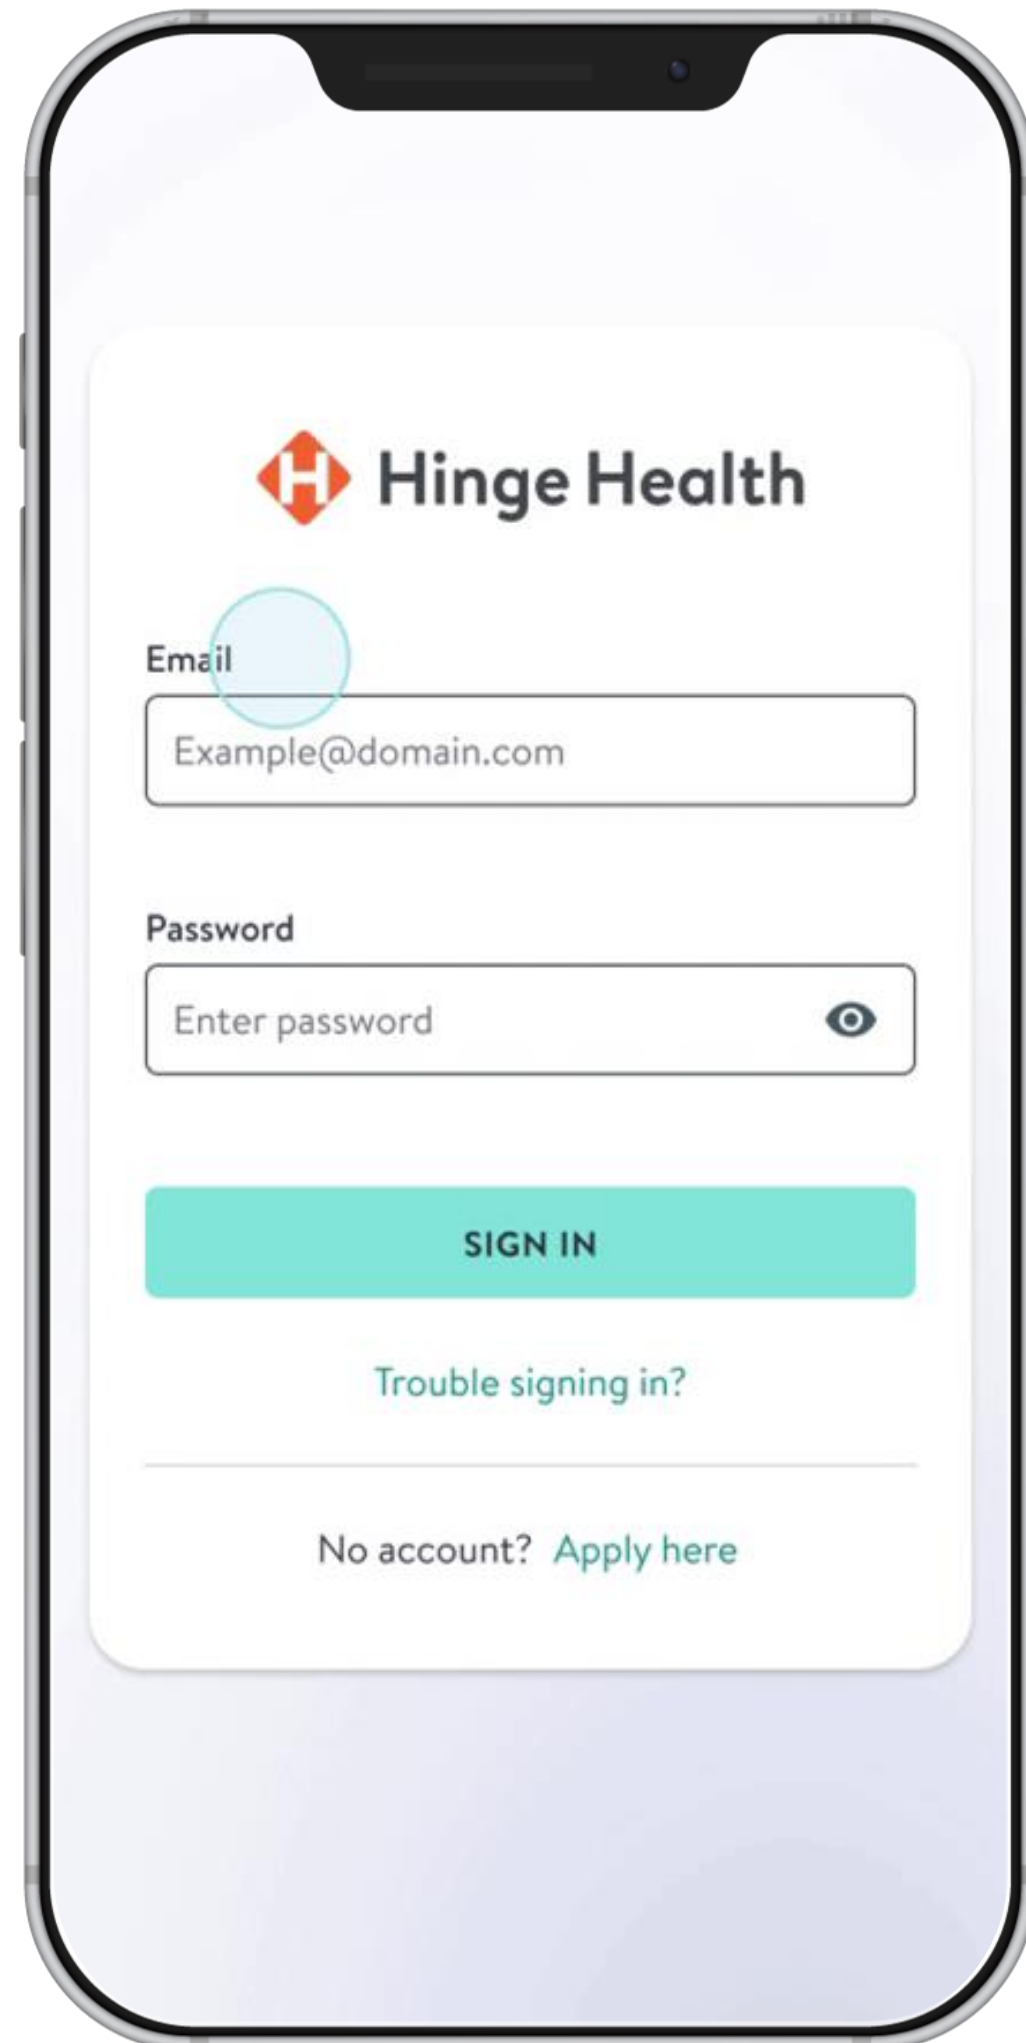 Hinge Health
Email
Example@domain.com
Password
Enter password
SIGN IN
Trouble signing in?
No account? Apply here